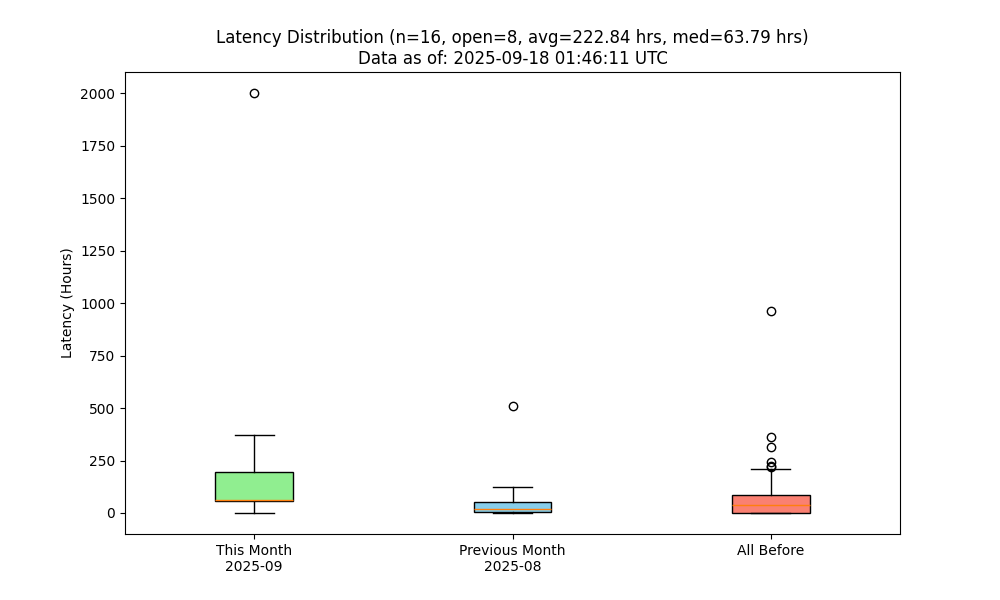 Latency Distribution (n=16, open=8, avg=222.84 hrs, med=63.79 hrs)
Data as of: 2025-09-18 01:46:11 UTC
Latency (Hours)
2000
1750
1500
1250
1000
750
500
250
0
This Month
2025-09
Previous Month
2025-08
All Before